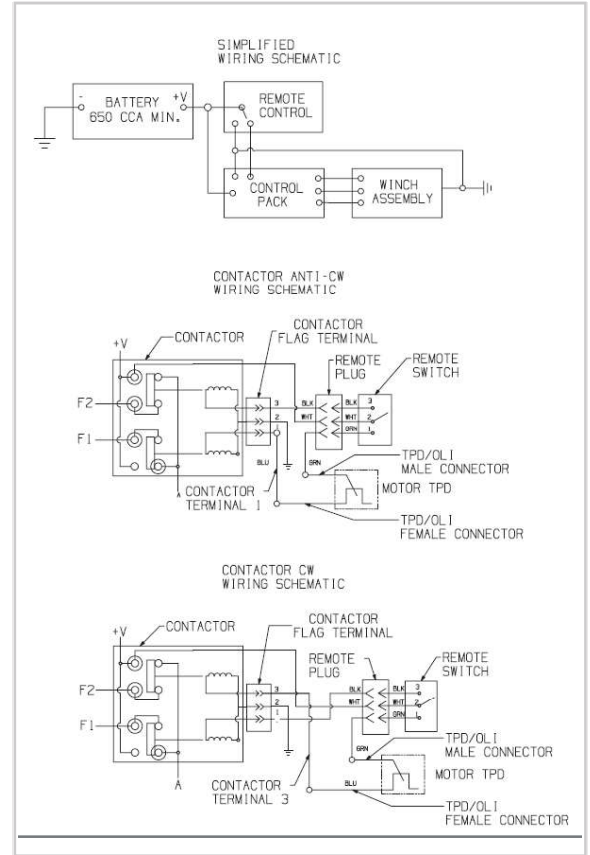 SIMPLIFIED
WIRING SCHEMATIC
- BATTERY +V
650 CCA MIN.
REMOTE
CONTROL
CONTROL
PACK
WINCH
ASSEMBLY
CONTACTOR ANTI-CW
WIRING SCHEMATIC
+V
CONTACTOR
CONTACTOR
FLAG TERMINAL
REMOTE
PLUG
REMOTE
SWITCH
F2
F1
A
3
2
1
BLK
WHT
BLK
WHT
GRN
3
2
1
BLU
GRN
CONTACTOR
TERMINAL 1
TPD/OLI
MALE CONNECTOR
MOTOR TPD
TPD/OLI
FEMALE CONNECTOR
CONTACTOR CW
WIRING SCHEMATIC
+V
CONTACTOR
CONTACTOR
FLAG TERMINAL
REMOTE
PLUG
REMOTE
SWITCH
F2
F1
A
3
2
1
BLK
WHT
BLK
WHT
GRN
3
2
1
GRN
BLU
CONTACTOR
TERMINAL 3
TPD/OLI
MALE CONNECTOR
MOTOR TPD
TPD/OLI
FEMALE CONNECTOR